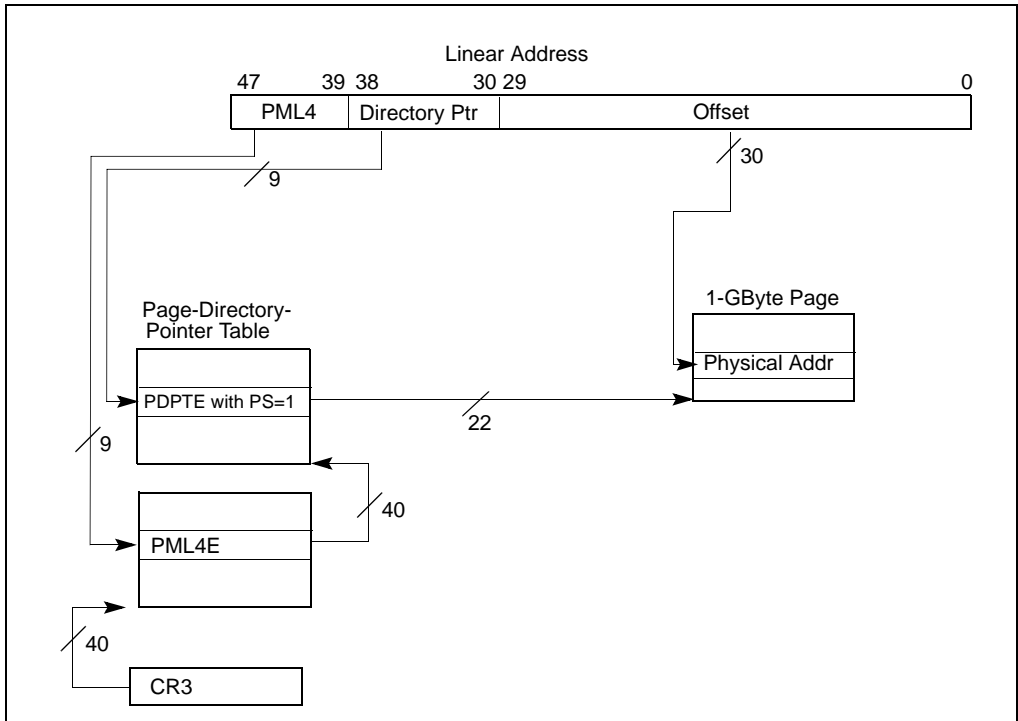 Linear Address
47 39 38 30 29 0
PML4 Directory Ptr Offset
9
30
Page-Directory-
Pointer Table
1-GByte Page
Physical Addr
PDPTE with PS=1
22
9
40
PML4E
40
CR3